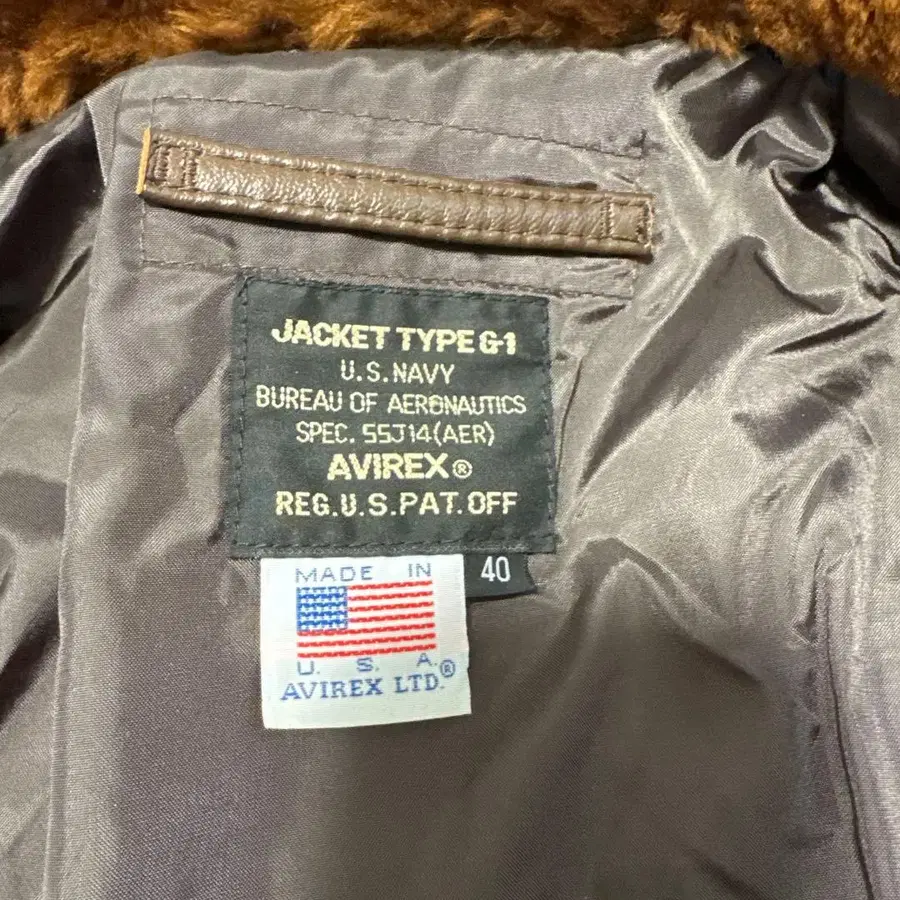 JACKET TYPE G-1
U.S. NAVY
BUREAU OF AERONAUTICS
SPEC. 55J14(AER)
AVIREX®
REG.U.S.PAT.OFF
40
MADE IN
U. S. A.
AVIREX LTD.®